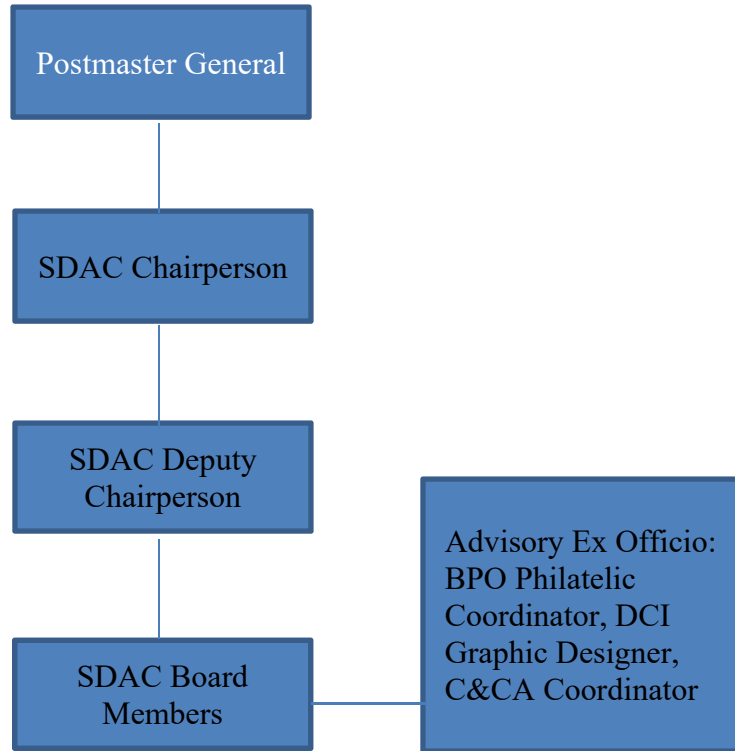 Postmaster General
SDAC Chairperson
SDAC Deputy
Chairperson
Advisory Ex Officio:
BPO Philatelic
Coordinator, DCI
Graphic Designer,
C&CA Coordinator
SDAC Board
Members